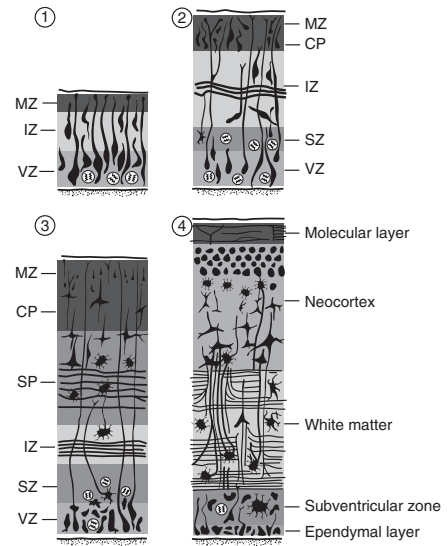 1
MZ
IZ
VZ
2
MZ
CP
IZ
SZ
VZ
3
MZ
CP
SP
IZ
SZ
VZ
4
Molecular layer
Neocortex
White matter
Subventricular zone
Ependymal layer